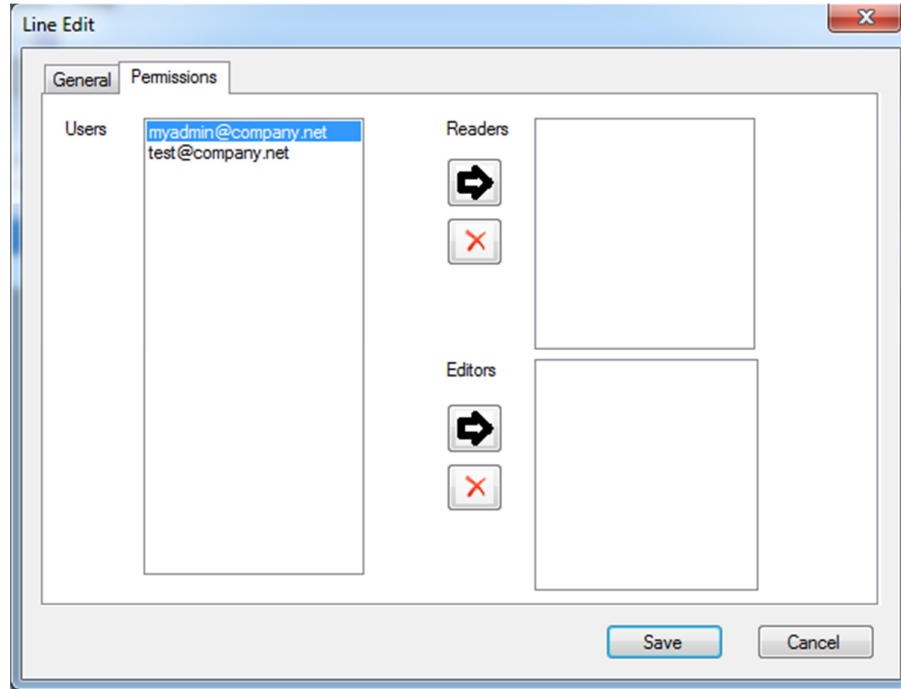 Line Edit
General
Permissions
Users
myadmin@company.net
test@company.net
Readers
Editors
Save
Cancel